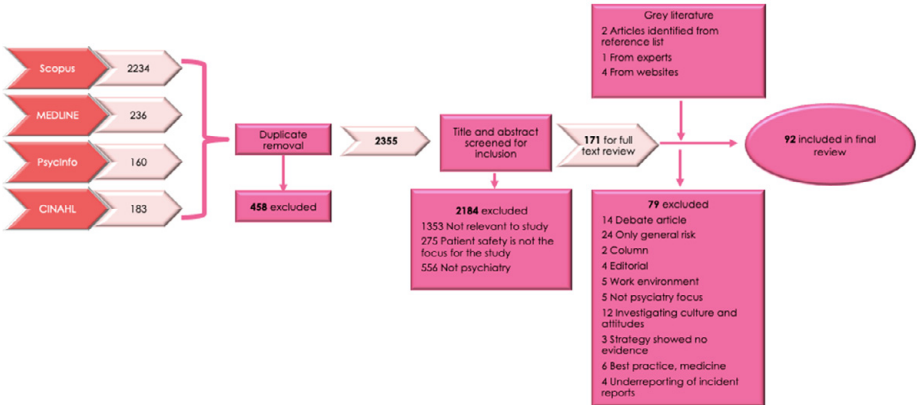 Scopus
2234
MEDLINE
236
PsycInfo
160
CINAHL
183
Duplicate
removal
458 excluded
2355
Title and abstract
screened for
inclusion
2184 excluded
1353 Not relevant to study
275 Patient safety is not the
focus for the study
556 Not psychiatry
171 for full
text review
Grey literature
2 Articles identified from
reference list
1 From experts
4 From websites
79 excluded
14 Debate article
24 Only general risk
2 Column
4 Editorial
5 Work environment
5 Not psyciatry focus
12 Investigating culture and
attitudes
3 Strategy showed no
evidence
6 Best practice, medicine
4 Underreporting of incident
reports
92 included in final
review